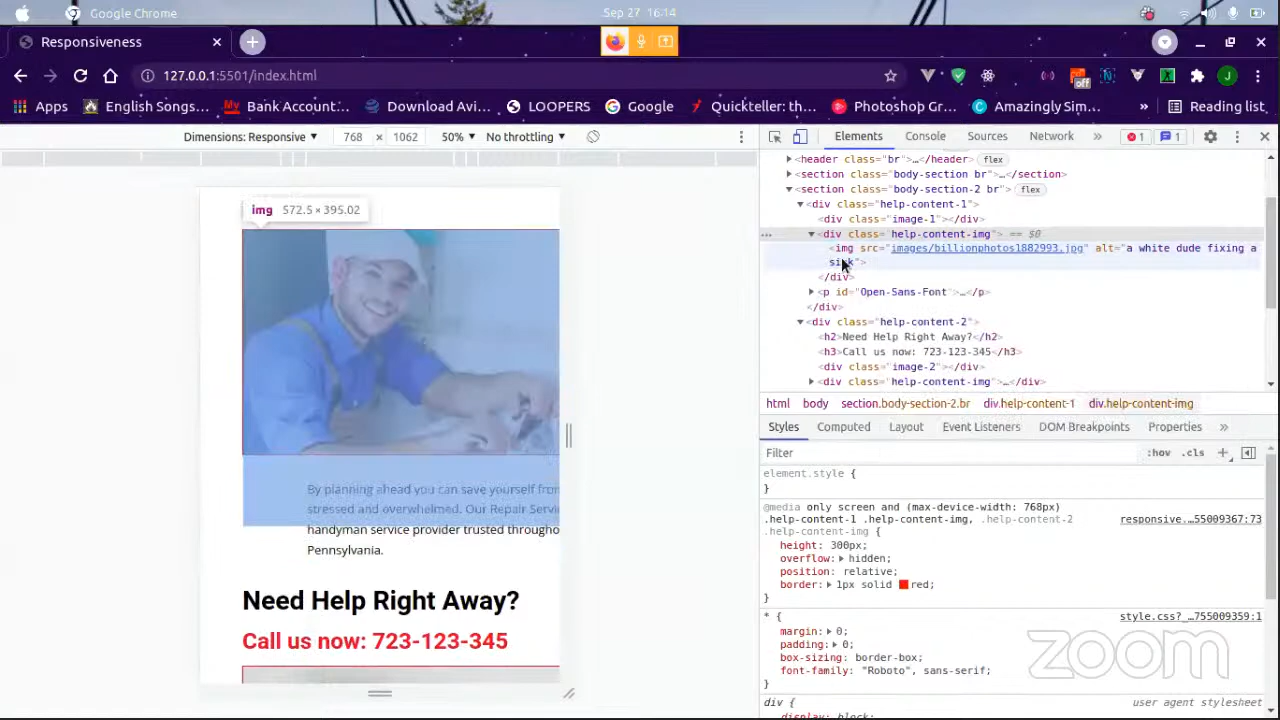 Google Chrome
Sep 27 16:14
Responsiveness
127.0.0.1:5501/index.html
J
Apps
English Songs...
Bank Account'...
Download Avi...
LOOPERS
Google
Quickteller: th...
Photoshop Gr...
Amazingly Sim...
»
Reading list
Dimensions: Responsive
768 × 1062
50%
No throttling
Elements
Console
Sources
Network
»
1
1
<header class="br">…</header> flex
<section class="body-section br">…</section>
<section class="body-section-2 br"> flex
<div class="help-content-1">
<div class="image-1"></div>
<div class="help-content-img"> == $0
<img src="images/billionphotos1882993.jpg" alt="a white dude fixing a
sink">
</div>
<p id="Open-Sans-Font">…</p>
</div>
<div class="help-content-2">
<h2>Need Help Right Away?</h2>
<h3>Call us now: 723-123-345</h3>
<div class="image-2"></div>
<div class="help-content-img">…</div>
html body section.body-section-2.br div.help-content-1 div.help-content-img
Styles Computed Layout Event Listeners DOM Breakpoints Properties »
Filter
:hov .cls +
element.style {
}
@media only screen and (max-device-width: 768px)
.help-content-1 .help-content-img, .help-content-2 responsive.…55009367:73
.help-content-img {
height: 300px;
overflow: hidden;
position: relative;
border: 1px solid red;
}
* { style.css?_…755009359:1
margin: 0;
padding: 0;
box-sizing: border-box;
font-family: "Roboto", sans-serif;
}
div { user agent stylesheet
display: block;
zoom
img 572.5 × 395.02
By planning ahead you can save yourself from
stressed and overwhelmed. Our Repair Servi
handyman service provider trusted througho
Pennsylvania.
Need Help Right Away?
Call us now: 723-123-345